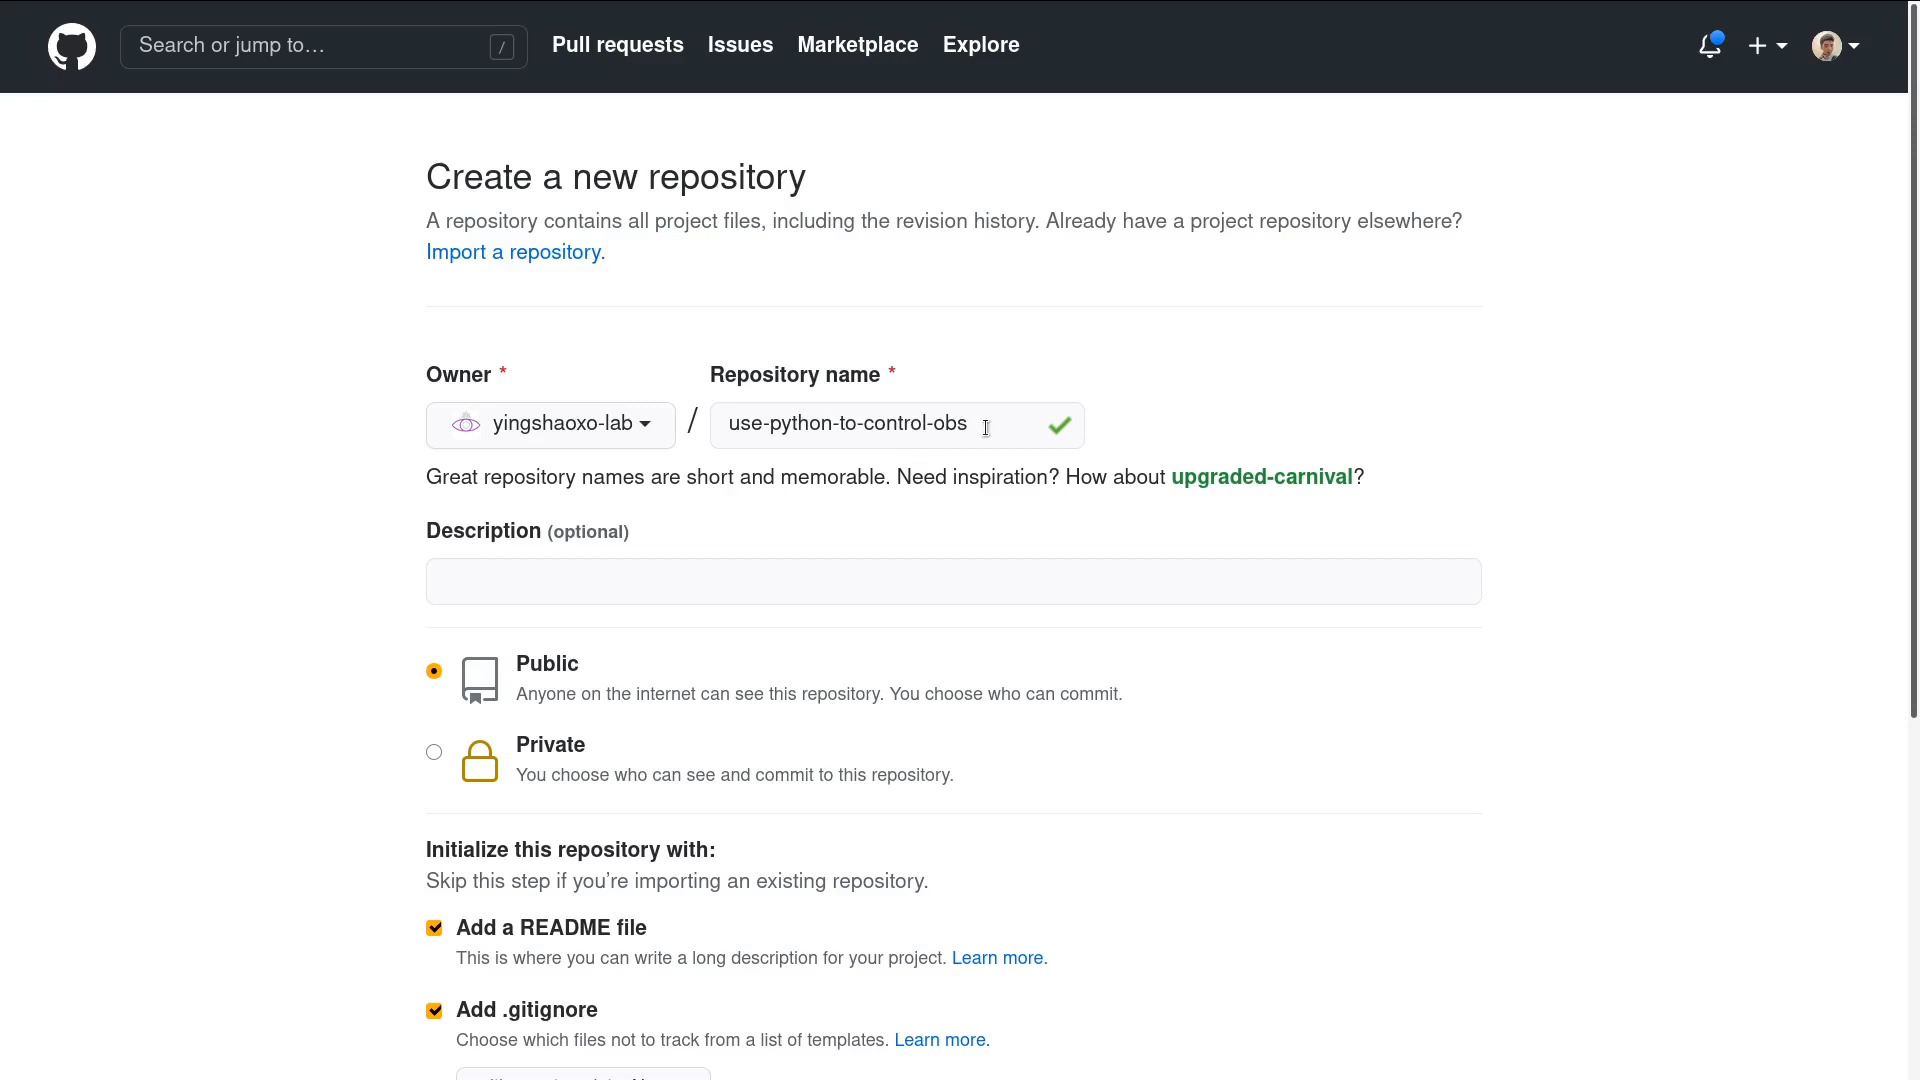 Search or jump to… /
Pull requests Issues Marketplace Explore
Create a new repository
A repository contains all project files, including the revision history. Already have a project repository elsewhere?
Import a repository.
Owner * Repository name *
yingshaoxo-lab / use-python-to-control-obs
Great repository names are short and memorable. Need inspiration? How about upgraded-carnival?
Description (optional)
Public
Anyone on the internet can see this repository. You choose who can commit.
Private
You choose who can see and commit to this repository.
Initialize this repository with:
Skip this step if you’re importing an existing repository.
Add a README file
This is where you can write a long description for your project. Learn more.
Add .gitignore
Choose which files not to track from a list of templates. Learn more.